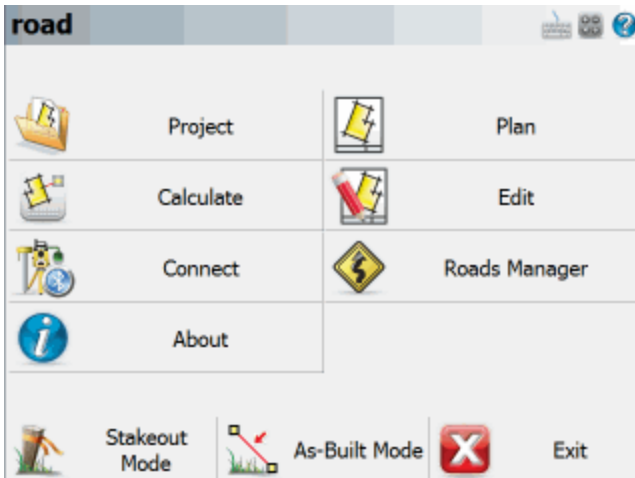 road
Project
Plan
Calculate
Edit
Connect
Roads Manager
About
Stakeout
Mode
As-Built Mode
Exit